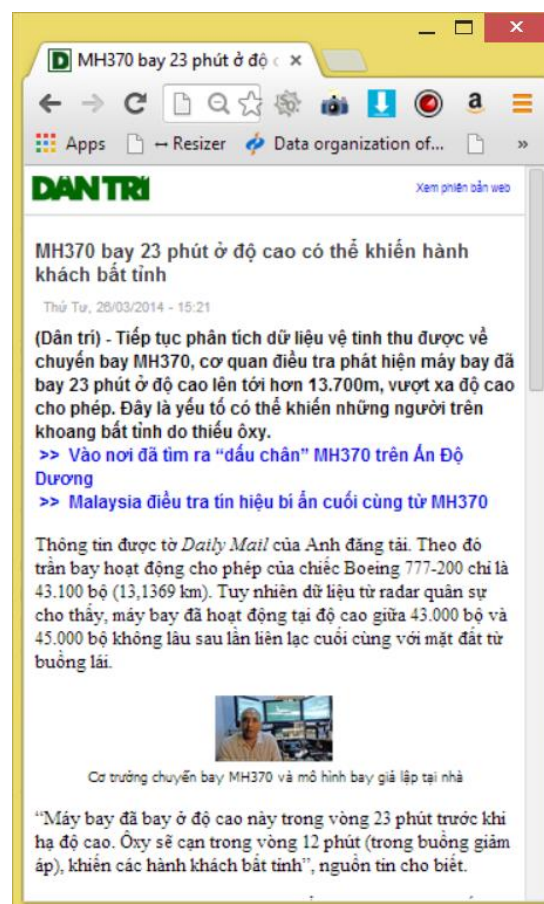 MH370 bay 23 phút ở độ c
Apps
↔ Resizer
Data organization of...
»
DÂN TRÍ
Xem phiên bản web
MH370 bay 23 phút ở độ cao có thể khiến hành
khách bất tỉnh
Thứ Tư, 26/03/2014 - 15:21
(Dân trí) - Tiếp tục phân tích dữ liệu vệ tinh thu được về
chuyến bay MH370, cơ quan điều tra phát hiện máy bay đã
bay 23 phút ở độ cao lên tới hơn 13.700m, vượt xa độ cao
cho phép. Đây là yếu tố có thể khiến những người trên
khoang bất tỉnh do thiếu ôxy.
>> Vào nơi đã tìm ra “dấu chân” MH370 trên Ấn Độ
Dương
>> Malaysia điều tra tín hiệu bí ẩn cuối cùng từ MH370
Thông tin được tờ Daily Mail của Anh đăng tải. Theo đó
trần bay hoạt động cho phép của chiếc Boeing 777-200 chỉ là
43.100 bộ (13,1369 km). Tuy nhiên dữ liệu từ radar quân sự
cho thấy, máy bay đã hoạt động tại độ cao giữa 43.000 bộ và
45.000 bộ không lâu sau lần liên lạc cuối cùng với mặt đất từ
buồng lái.
Cơ trưởng chuyến bay MH370 và mô hình bay giả lập tại nhà
“Máy bay đã bay ở độ cao này trong vòng 23 phút trước khi
hạ độ cao. Ôxy sẽ cạn trong vòng 12 phút (trong buồng giảm
áp), khiến các hành khách bất tỉnh”, nguồn tin cho biết.